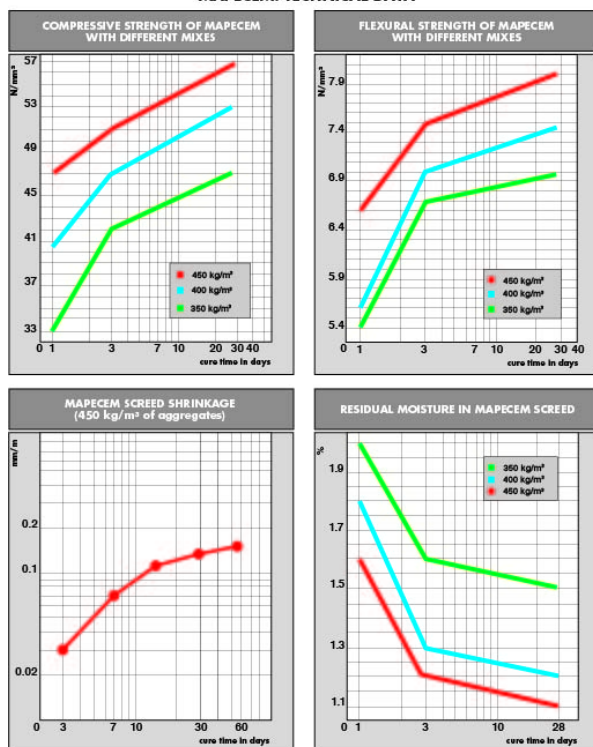 COMPRESSIVE STRENGTH OF MAPECEM
WITH DIFFERENT MIXES
N/mm²
57
53
49
45
41
37
33
450 kg/m³
400 kg/m³
350 kg/m³
0 1 3 7 10 20 30 40
cure time in days
FLEXURAL STRENGTH OF MAPECEM
WITH DIFFERENT MIXES
N/mm²
7.9
7.4
6.9
6.4
5.9
5.4
450 kg/m³
400 kg/m³
350 kg/m³
0 1 3 7 10 20 30 40
cure time in days
MAPECEM SCREED SHRINKAGE
(450 kg/m³ of aggregates)
mm/m
0.2
0.1
0.02
0 3 7 10 30 60
cure time in days
RESIDUAL MOISTURE IN MAPECEM SCREED
%
1.9
1.7
1.5
1.3
1.1
350 kg/m³
400 kg/m³
450 kg/m³
0 1 3 10 28
cure time in days